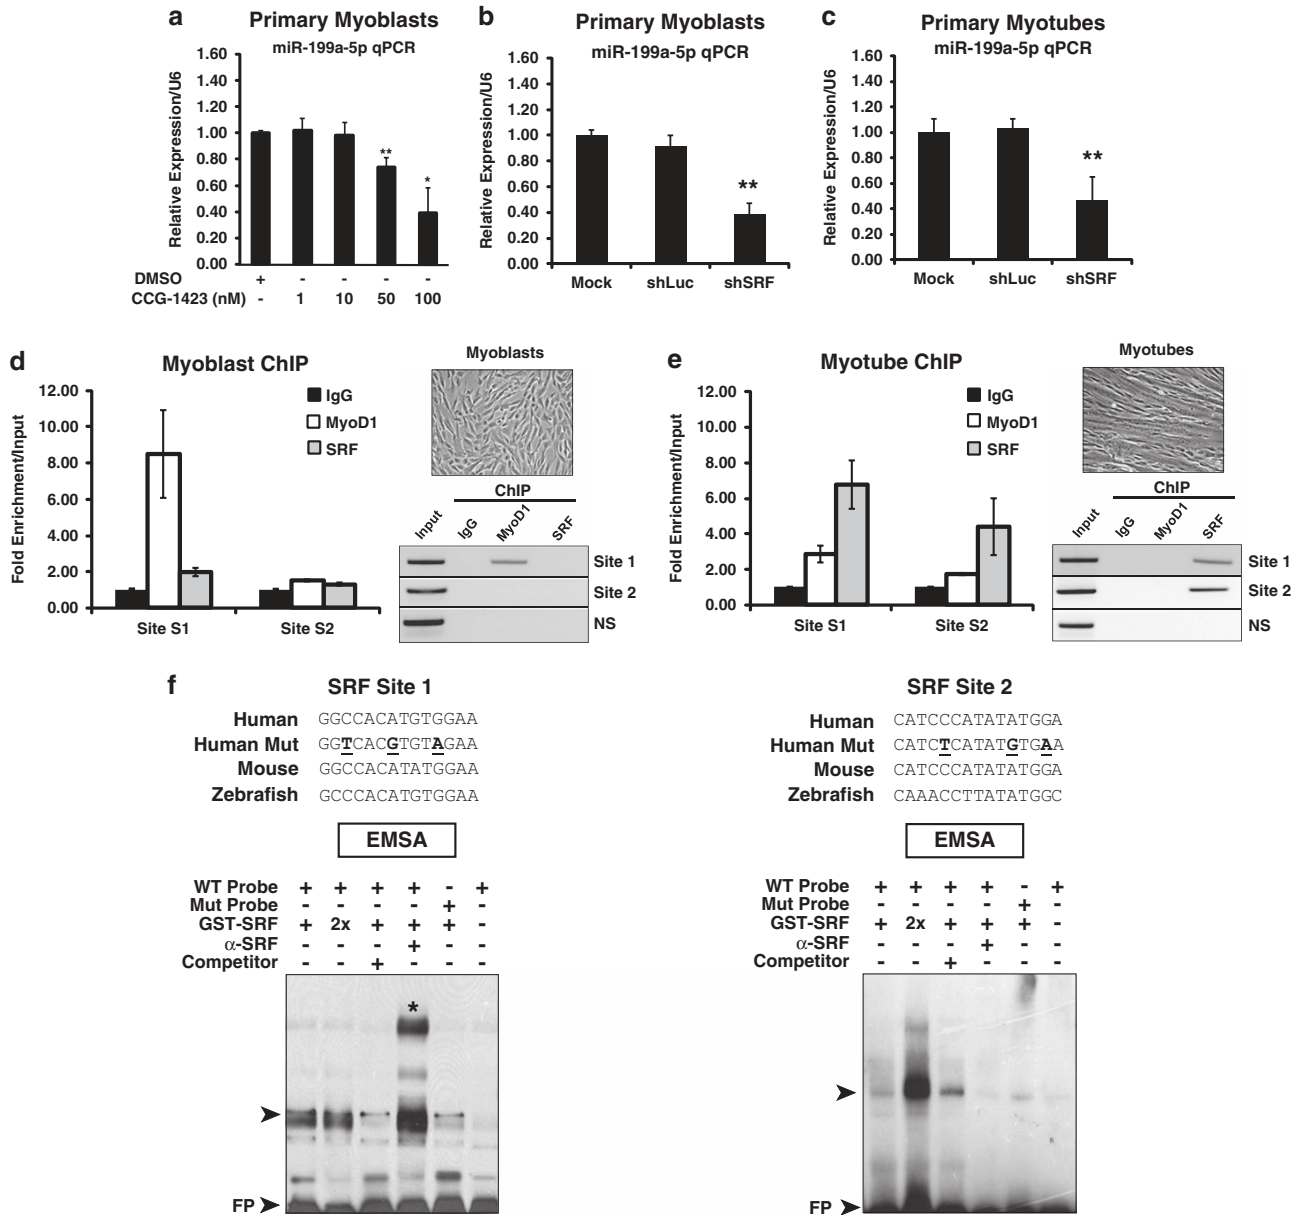 a Primary Myoblasts
miR-199a-5p qPCR
Relative Expression/U6
1.60
1.40
1.20
1.00
0.80
0.60
0.40
0.20
0.00
** *
DMSO + - - - -
CCG-1423 (nM) - 1 10 50 100
b Primary Myoblasts
miR-199a-5p qPCR
Relative Expression/U6
1.60
1.40
1.20
1.00
0.80
0.60
0.40
0.20
0.00
**
Mock shLuc shSRF
c Primary Myotubes
miR-199a-5p qPCR
Relative Expression/U6
1.60
1.40
1.20
1.00
0.80
0.60
0.40
0.20
0.00
**
Mock shLuc shSRF
d Myoblast ChIP
Fold Enrichment/Input
12.00
10.00
8.00
6.00
4.00
2.00
0.00
IgG
MyoD1
SRF
Site S1 Site S2
Myoblasts
ChIP
Input IgG MyoD1 SRF
Site 1
Site 2
NS
e Myotube ChIP
Fold Enrichment/Input
12.00
10.00
8.00
6.00
4.00
2.00
0.00
IgG
MyoD1
SRF
Site S1 Site S2
Myotubes
ChIP
Input IgG MyoD1 SRF
Site 1
Site 2
NS
f SRF Site 1
Human GGCCACATGTGGAA
Human Mut GGTCACGTGTAGAA
Mouse GGCCACATATGGAA
Zebrafish GCCCACATGTGGAA
EMSA
WT Probe + + + + - +
Mut Probe - - - - + -
GST-SRF + 2x + + + -
α-SRF - - - + - -
Competitor - - + - - -
*
FP
SRF Site 2
Human CATCCCATATATGGA
Human Mut CATCTCATATGTGAA
Mouse CATCCCATATATGGA
Zebrafish CAAACCTTATATGGC
EMSA
WT Probe + + + + - +
Mut Probe - - - - + -
GST-SRF + 2x + + + -
α-SRF - - - + - -
Competitor - - + - - -
FP